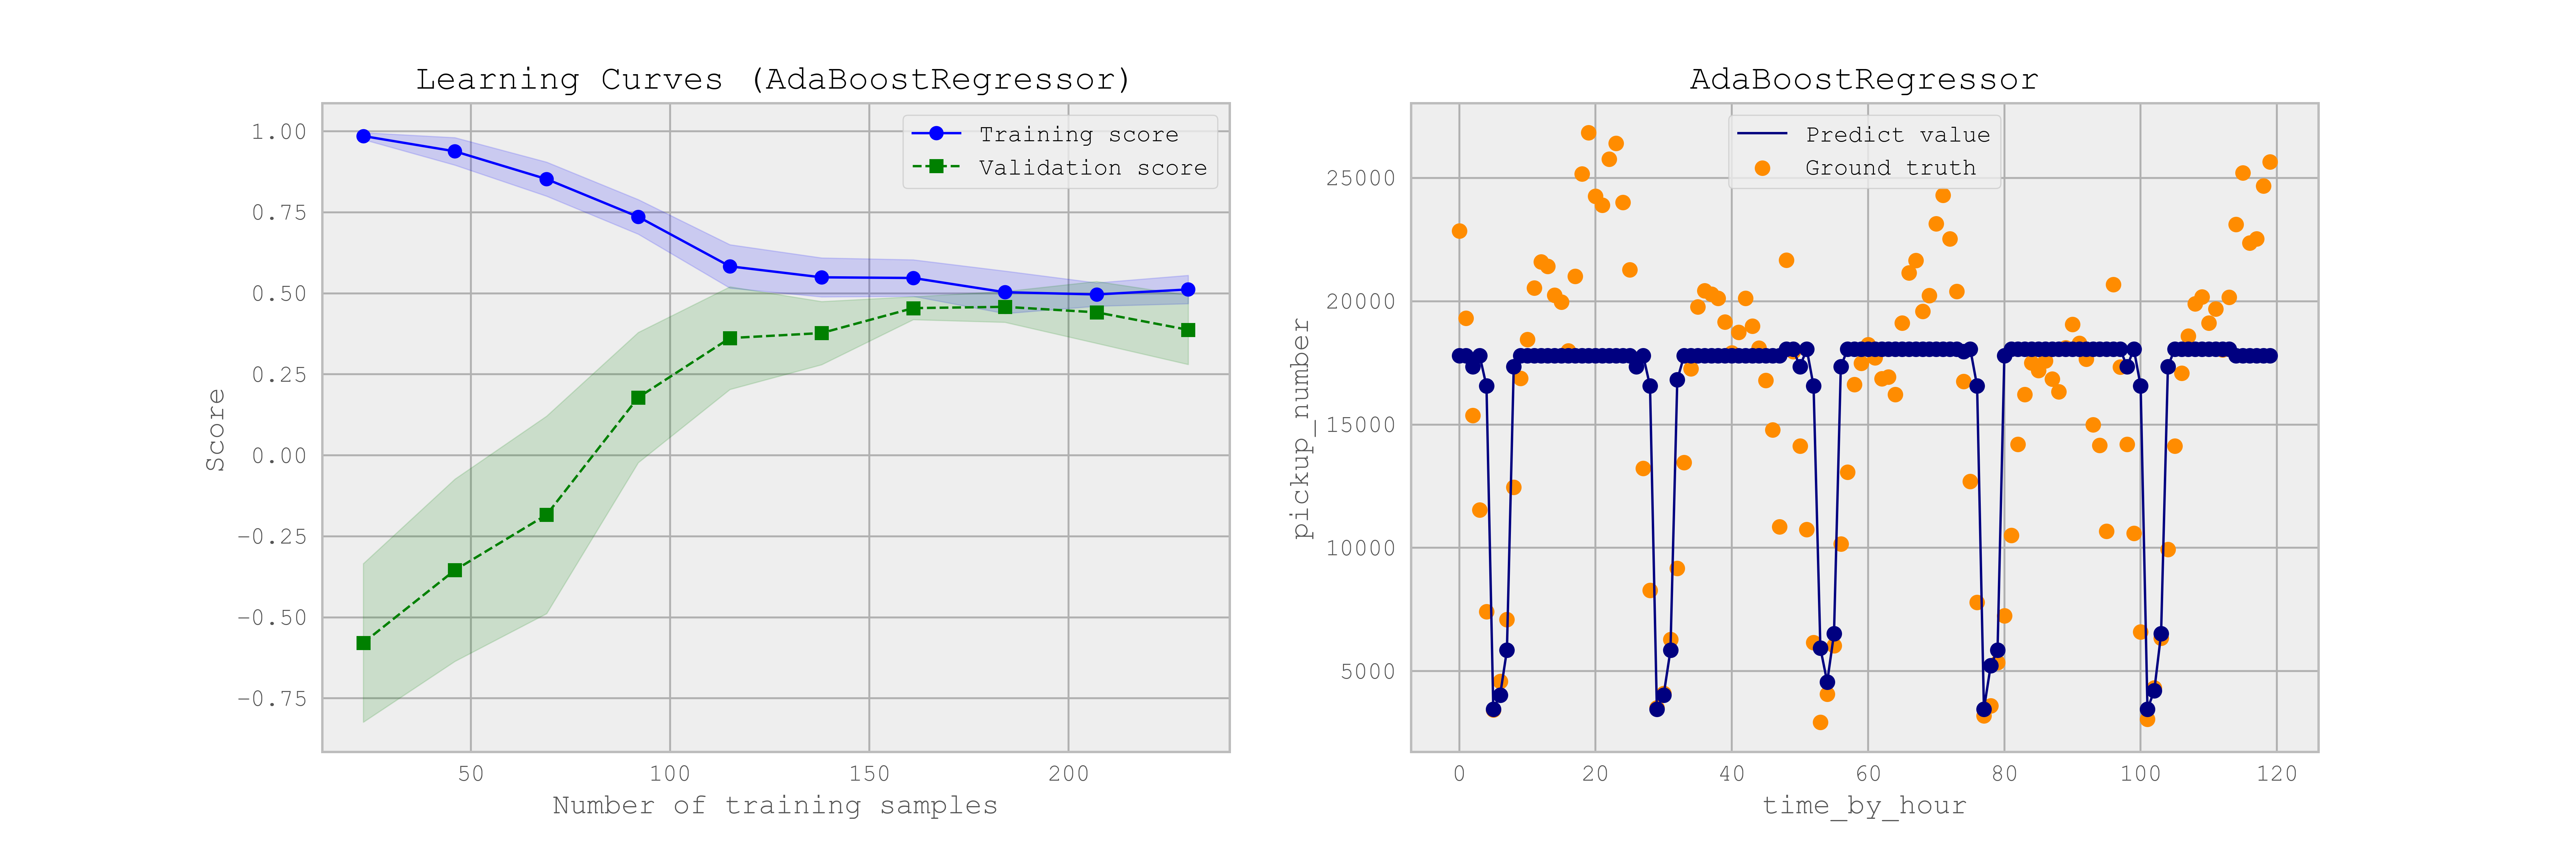 Learning Curves (AdaBoostRegressor)
Training score
Validation score
1.00
0.75
0.50
0.25
0.00
-0.25
-0.50
-0.75
Score
50 100 150 200
Number of training samples
AdaBoostRegressor
Predict value
Ground truth
25000
20000
15000
10000
5000
pickup_number
0 20 40 60 80 100 120
time_by_hour